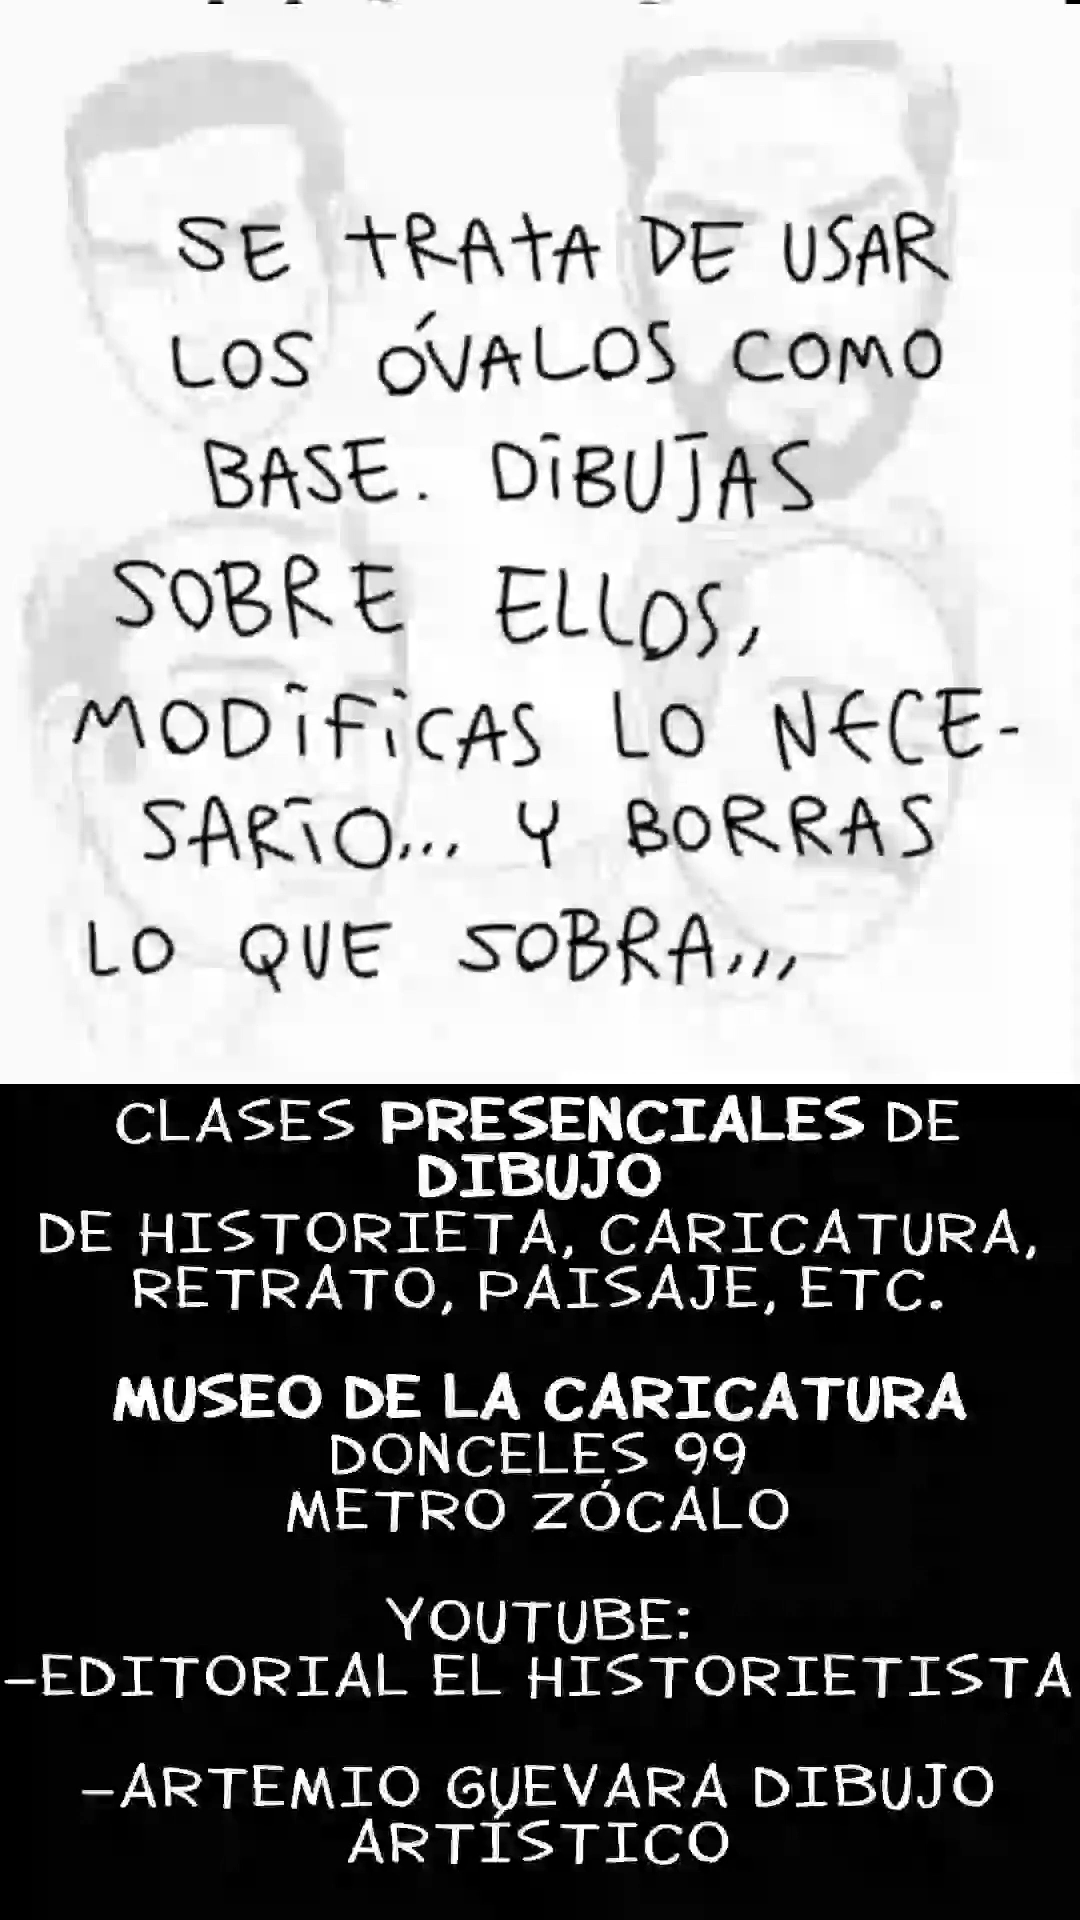 SE TRATA DE USAR
LOS ÓVALOS COMO
BASE. DIBUJAS
SOBRE ELLOS,
MODIFICAS LO NECE-
SARIO... Y BORRAS
LO QUE SOBRA...
CLASES PRESENCIALES DE
DIBUJO
DE HISTORIETA, CARICATURA,
RETRATO, PAISAJE, ETC.
MUSEO DE LA CARICATURA
DONCELES 99
METRO ZÓCALO
YOUTUBE:
-EDITORIAL EL HISTORIETISTA
-ARTEMIO GUEVARA DIBUJO
ARTÍSTICO